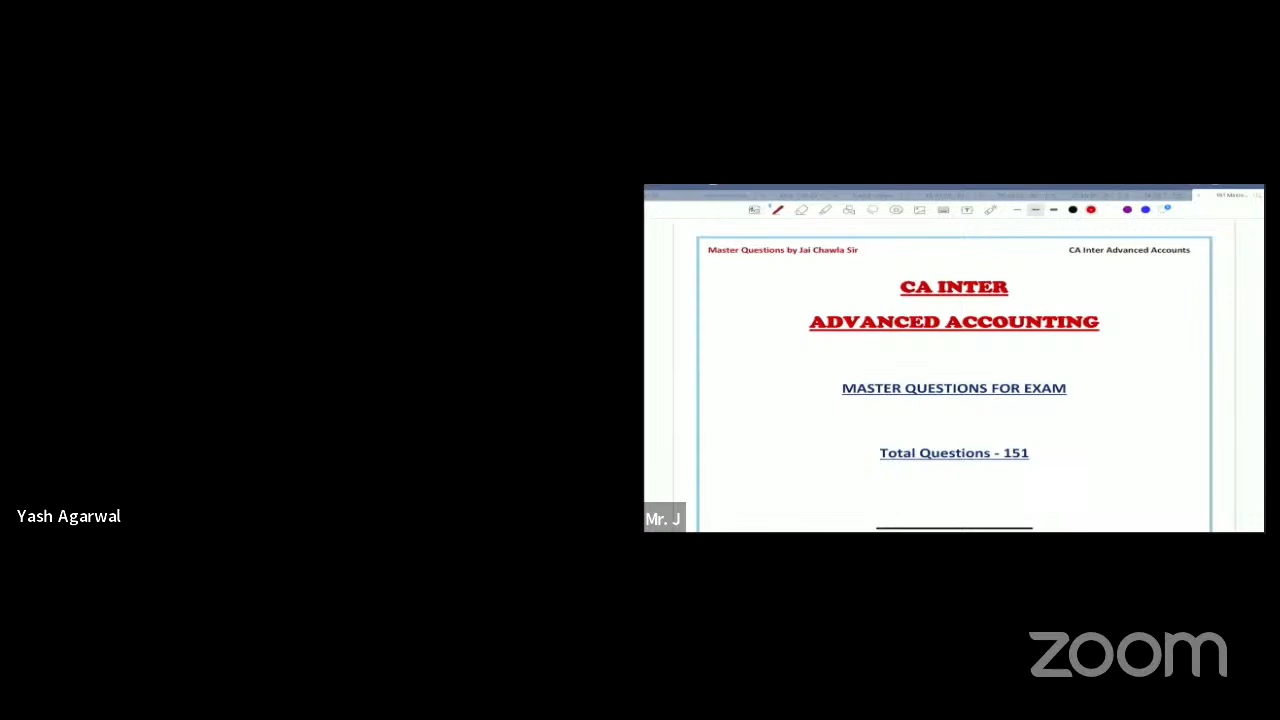 Master Questions by Jai Chawla Sir
CA Inter Advanced Accounts
CA INTER
ADVANCED ACCOUNTING
MASTER QUESTIONS FOR EXAM
Total Questions - 151
Yash Agarwal
Mr. J
zoom